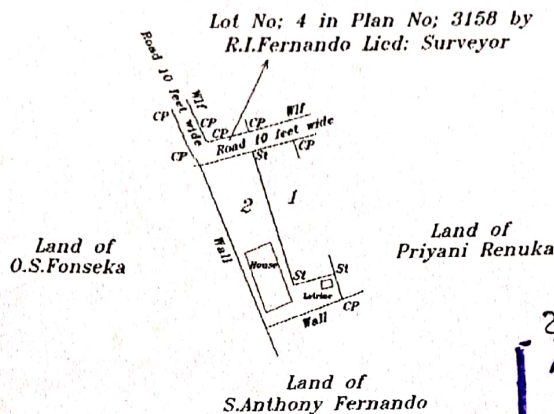 Lot No; 4 in Plan No; 3158 by
R.I.Fernando Licd: Surveyor
Road 10 feet wide
Wlf
CP
CP
CP
CP
Wlf
Road 10 feet wide
CP
CP
St
2
1
Land of
O.S.Fonseka
Land of
Priyani Renuka
Wall
House
St
St
Latrine
CP
Wall
Land of
S.Anthony Fernando